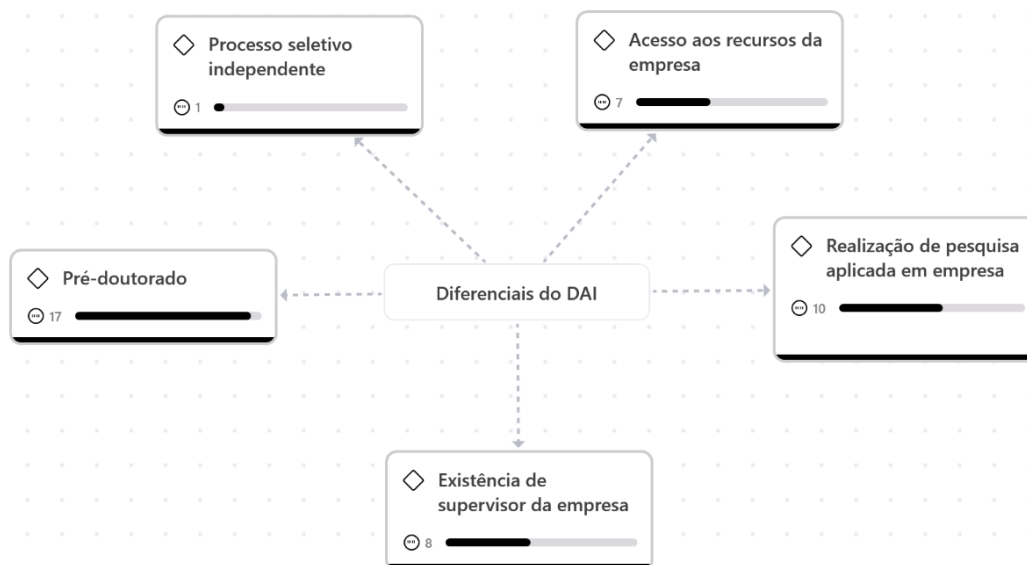 Processo seletivo
independente
1
Acesso aos recursos da
empresa
7
Pré-doutorado
17
Diferenciais do DAI
Realização de pesquisa
aplicada em empresa
10
Existência de
supervisor da empresa
8